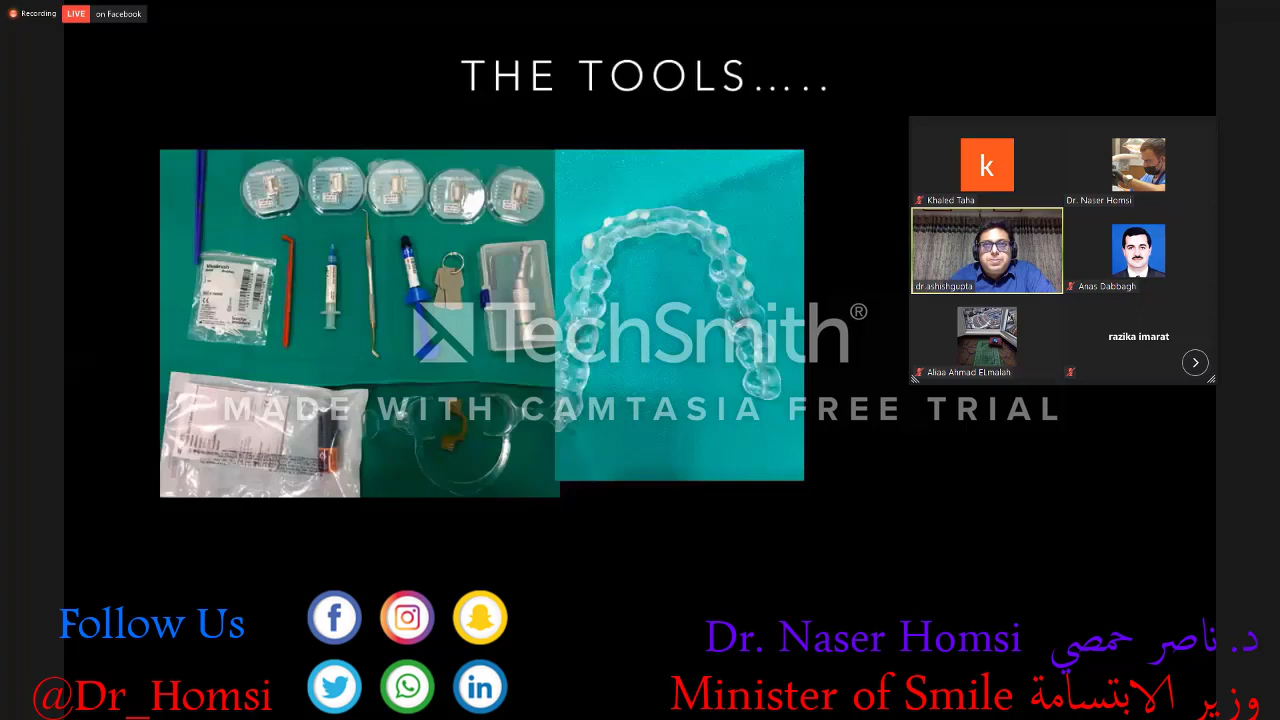 Recording LIVE on Facebook
THE TOOLS.....
k
Khaled Taha
Dr. Naser Homsi
dr.ashishgupta
Anas Dabbagh
razika imarat
Aliaa Ahmad ELmalah
TechSmith®
MADE WITH CAMTASIA FREE TRIAL
Follow Us
@Dr_Homsi
Dr. Naser Homsi د. ناصر حمصي
Minister of Smile وزير الابتسامة